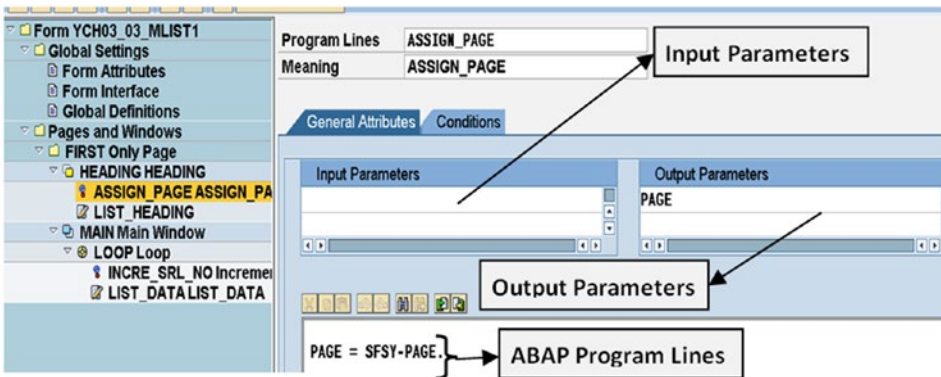 Form YCH03_03_MLIST1
Global Settings
Form Attributes
Form Interface
Global Definitions
Pages and Windows
FIRST Only Page
HEADING HEADING
ASSIGN_PAGE ASSIGN_PA
LIST_HEADING
MAIN Main Window
LOOP Loop
INCRE_SRL_NO Incremen
LIST_DATA LIST_DATA
Program Lines ASSIGN_PAGE
Meaning ASSIGN_PAGE
Input Parameters
General Attributes Conditions
Input Parameters Output Parameters
PAGE
Output Parameters
PAGE = SFSY-PAGE.
ABAP Program Lines